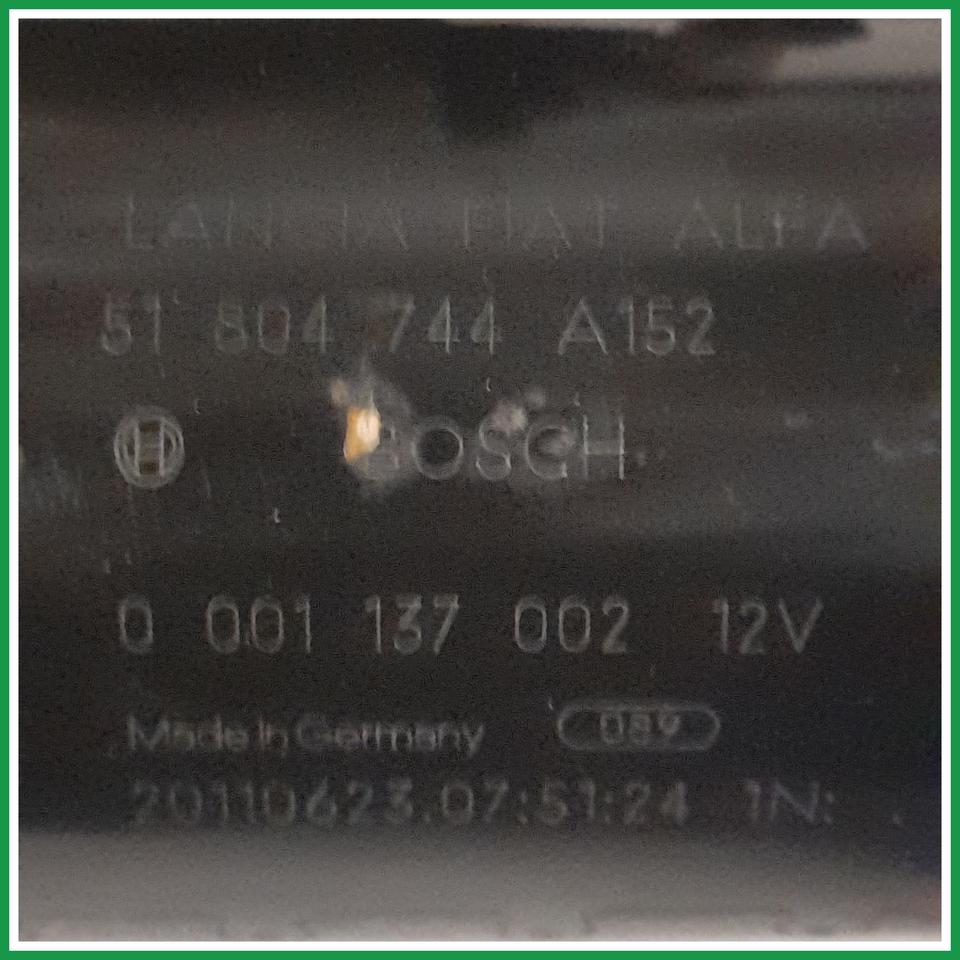 LANCIA FIAT ALFA
51 804 744 A152
BOSCH
0 001 137 002 12V
Made in Germany 089
20110623.07:51:24 1N: